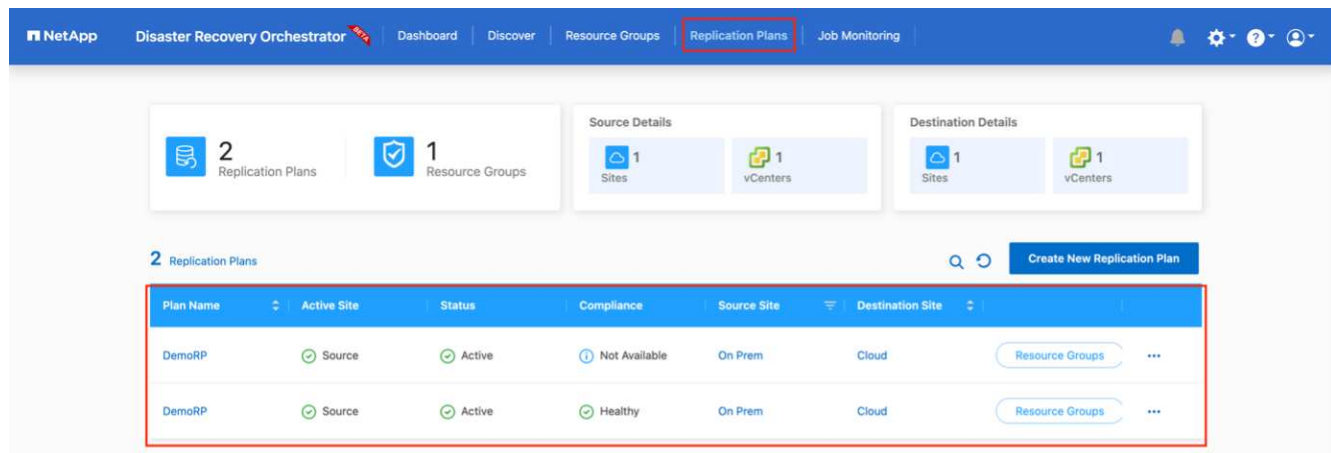 NetApp Disaster Recovery Orchestrator BETA Dashboard Discover Resource Groups Replication Plans Job Monitoring
Source Details Destination Details
2 Replication Plans 1 Resource Groups 1 Sites 1 vCenters 1 Sites 1 vCenters
2 Replication Plans Create New Replication Plan
Plan Name Active Site Status Compliance Source Site Destination Site
DemoRP Source Active Not Available On Prem Cloud Resource Groups ...
DemoRP Source Active Healthy On Prem Cloud Resource Groups ...